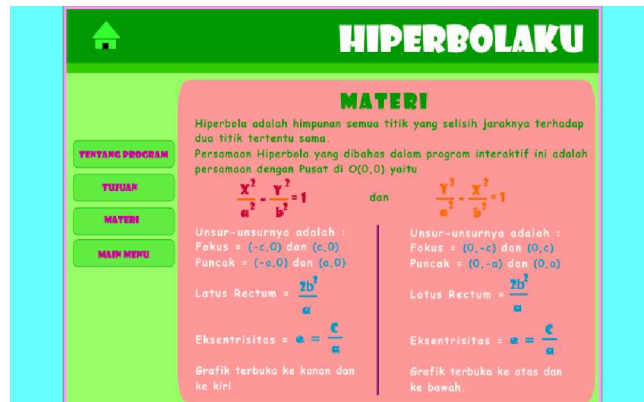 HIPERBOLAKU
TENTANG PROGRAM
TUJUAN
MATERI
MAIN MENU
MATERI
Hiperbola adalah himpunan semua titik yang selisih jaraknya terhadap
dua titik tertentu sama.
Persamaan Hiperbola yang dibahas dalam program interaktif ini adalah
persamaan dengan Pusat di O(0,0) yaitu
X²/a² - Y²/b² = 1 dan Y²/a² - X²/b² = 1
Unsur-unsurnya adalah :
Fokus = (-c,0) dan (c,0)
Puncak = (-a,0) dan (a,0)
Latus Rectum = 2b²/a
Eksentrisitas = e = c/a
Grafik terbuka ke kanan dan
ke kiri
Unsur-unsurnya adalah :
Fokus = (0,-c) dan (0,c)
Puncak = (0,-a) dan (0,a)
Latus Rectum = 2b²/a
Eksentrisitas = e = c/a
Grafik terbuka ke atas dan
ke bawah.